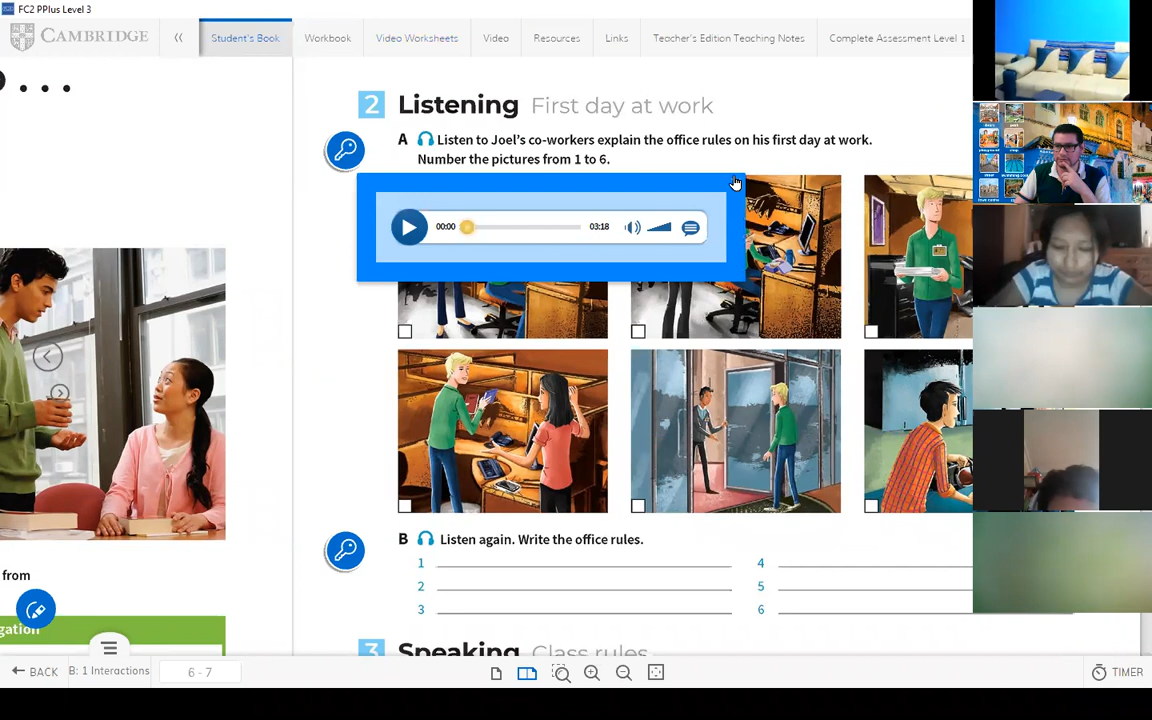 FC2 PPlus Level 3
CAMBRIDGE
Student's Book
Workbook
Video Worksheets
Video
Resources
Links
Teacher's Edition Teaching Notes
Complete Assessment Level 1
2 Listening First day at work
A Listen to Joel's co-workers explain the office rules on his first day at work.
Number the pictures from 1 to 6.
00:00
03:18
B Listen again. Write the office rules.
1
2
3
4
5
6
3 Speaking Class rules
from
gation
BACK
B: 1 Interactions
6 - 7
TIMER